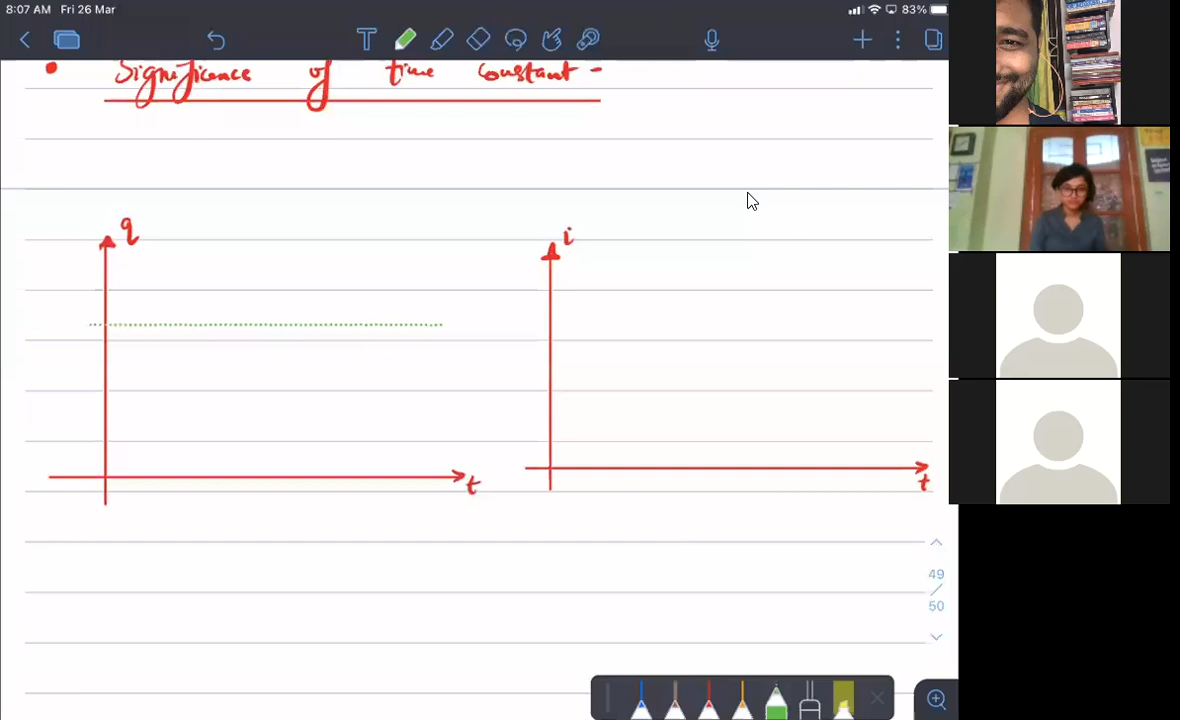 8:07 AM Fri 26 Mar
83%
• Significance of time constant -
q
i
t
t
49
/
50